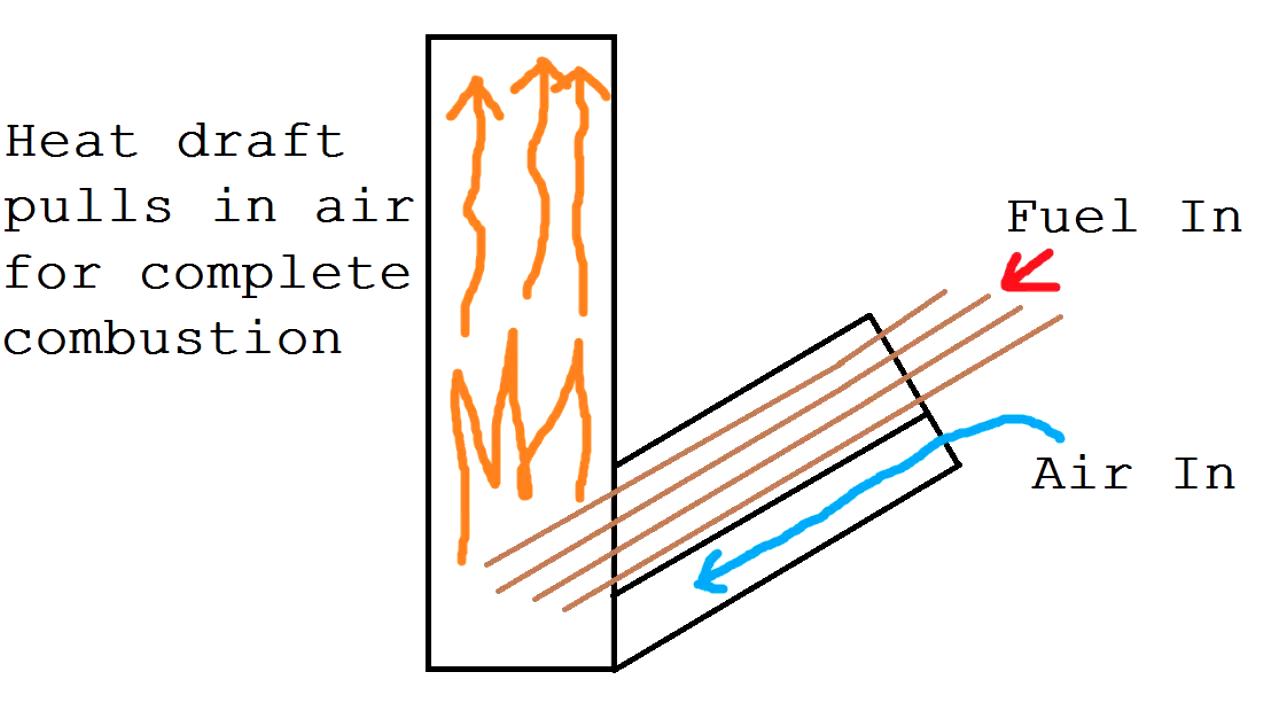 Heat draft
pulls in air
for complete
combustion
Fuel In
Air In